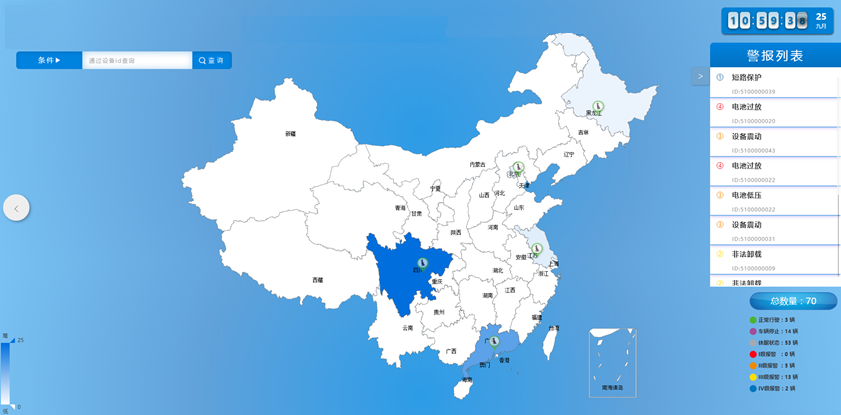 10:59:38
25
九月
条件
通过设备id查询
查询
警报列表
>
1 短路保护
ID:5100000039
4 电池过放
ID:5100000020
3 设备震动
ID:5100000043
4 电池过放
ID:5100000022
3 电池低压
ID:5100000022
3 设备震动
ID:5100000031
2 非法卸载
ID:5100000009
非法卸载
总数量：70
正常行驶：3 辆
车辆停止：14 辆
休眠状态：53 辆
I级报警：0 辆
II级报警：5 辆
III级报警：13 辆
IV级报警：2 辆
黑龙江
新疆
吉林
辽宁
内蒙古
北京
天津
宁夏
山西
河北
青海
甘肃
山东
陕西
河南
江苏
安徽
上海
四川
西藏
重庆
湖北
浙江
湖南
江西
贵州
云南
福建
台湾
广西
香港
澳门
海南
南海诸岛
高
25
0
低